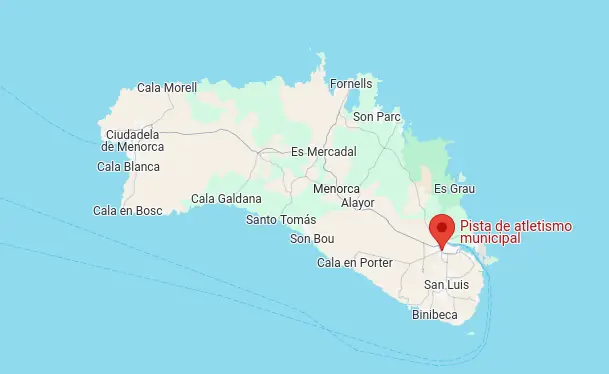 Cala Morell
Fornells
Son Parc
Ciudadela
de Menorca
Es Mercadal
Cala Blanca
Menorca
Es Grau
Cala Galdana
Alayor
Cala en Bosc
Santo Tomás
Pista de atletismo
municipal
Son Bou
Cala en Porter
San Luis
Binibeca